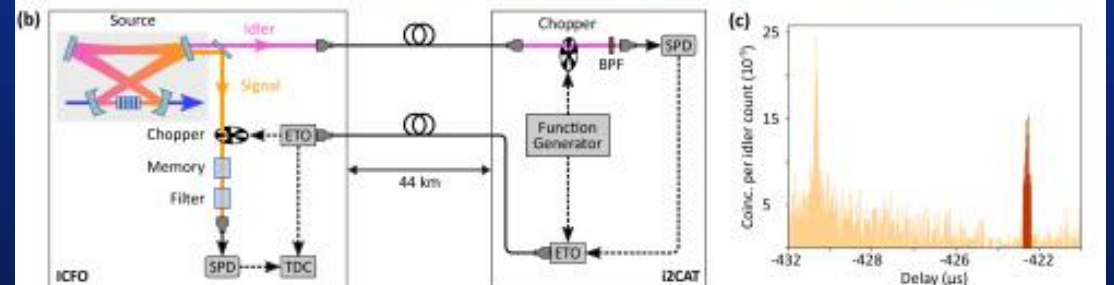 (b)
Source
Idler
Signal
Chopper
ETO
Memory
Filter
SPD
TDC
ICFO
44 km
Chopper
BPF
SPD
Function
Generator
ETO
i2CAT
(c)
Coinc. per idler count (10⁻⁵)
25
15
5
-432
-428
-426
-422
Delay (μs)